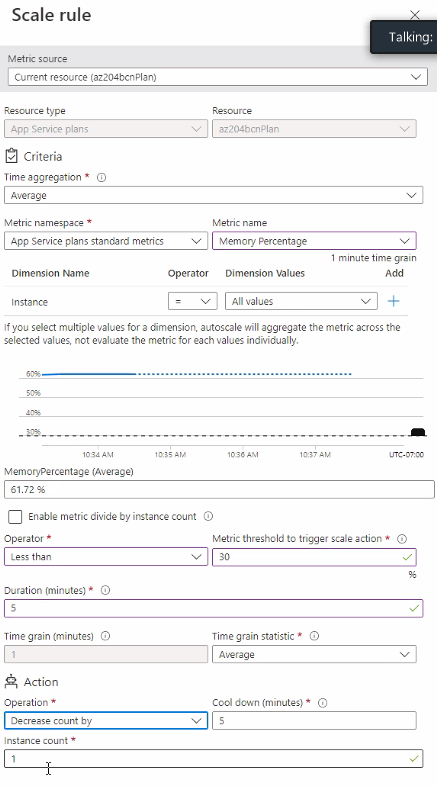 Scale rule
Talking:
Metric source
Current resource (az204bcnPlan)
Resource type
Resource
App Service plans
az204bcnPlan
Criteria
Time aggregation *
Average
Metric namespace *
Metric name
App Service plans standard metrics
Memory Percentage
1 minute time grain
Dimension Name
Operator
Dimension Values
Add
Instance
=
All values
+
If you select multiple values for a dimension, autoscale will aggregate the metric across the
selected values, not evaluate the metric for each values individually.
60%
50%
40%
30%
10:34 AM
10:35 AM
10:36 AM
10:37 AM
UTC-07:00
MemoryPercentage (Average)
61.72 %
Enable metric divide by instance count
Operator *
Metric threshold to trigger scale action *
Less than
30
%
Duration (minutes) *
5
Time grain (minutes)
Time grain statistic *
1
Average
Action
Operation *
Cool down (minutes) *
Decrease count by
5
Instance count *
1